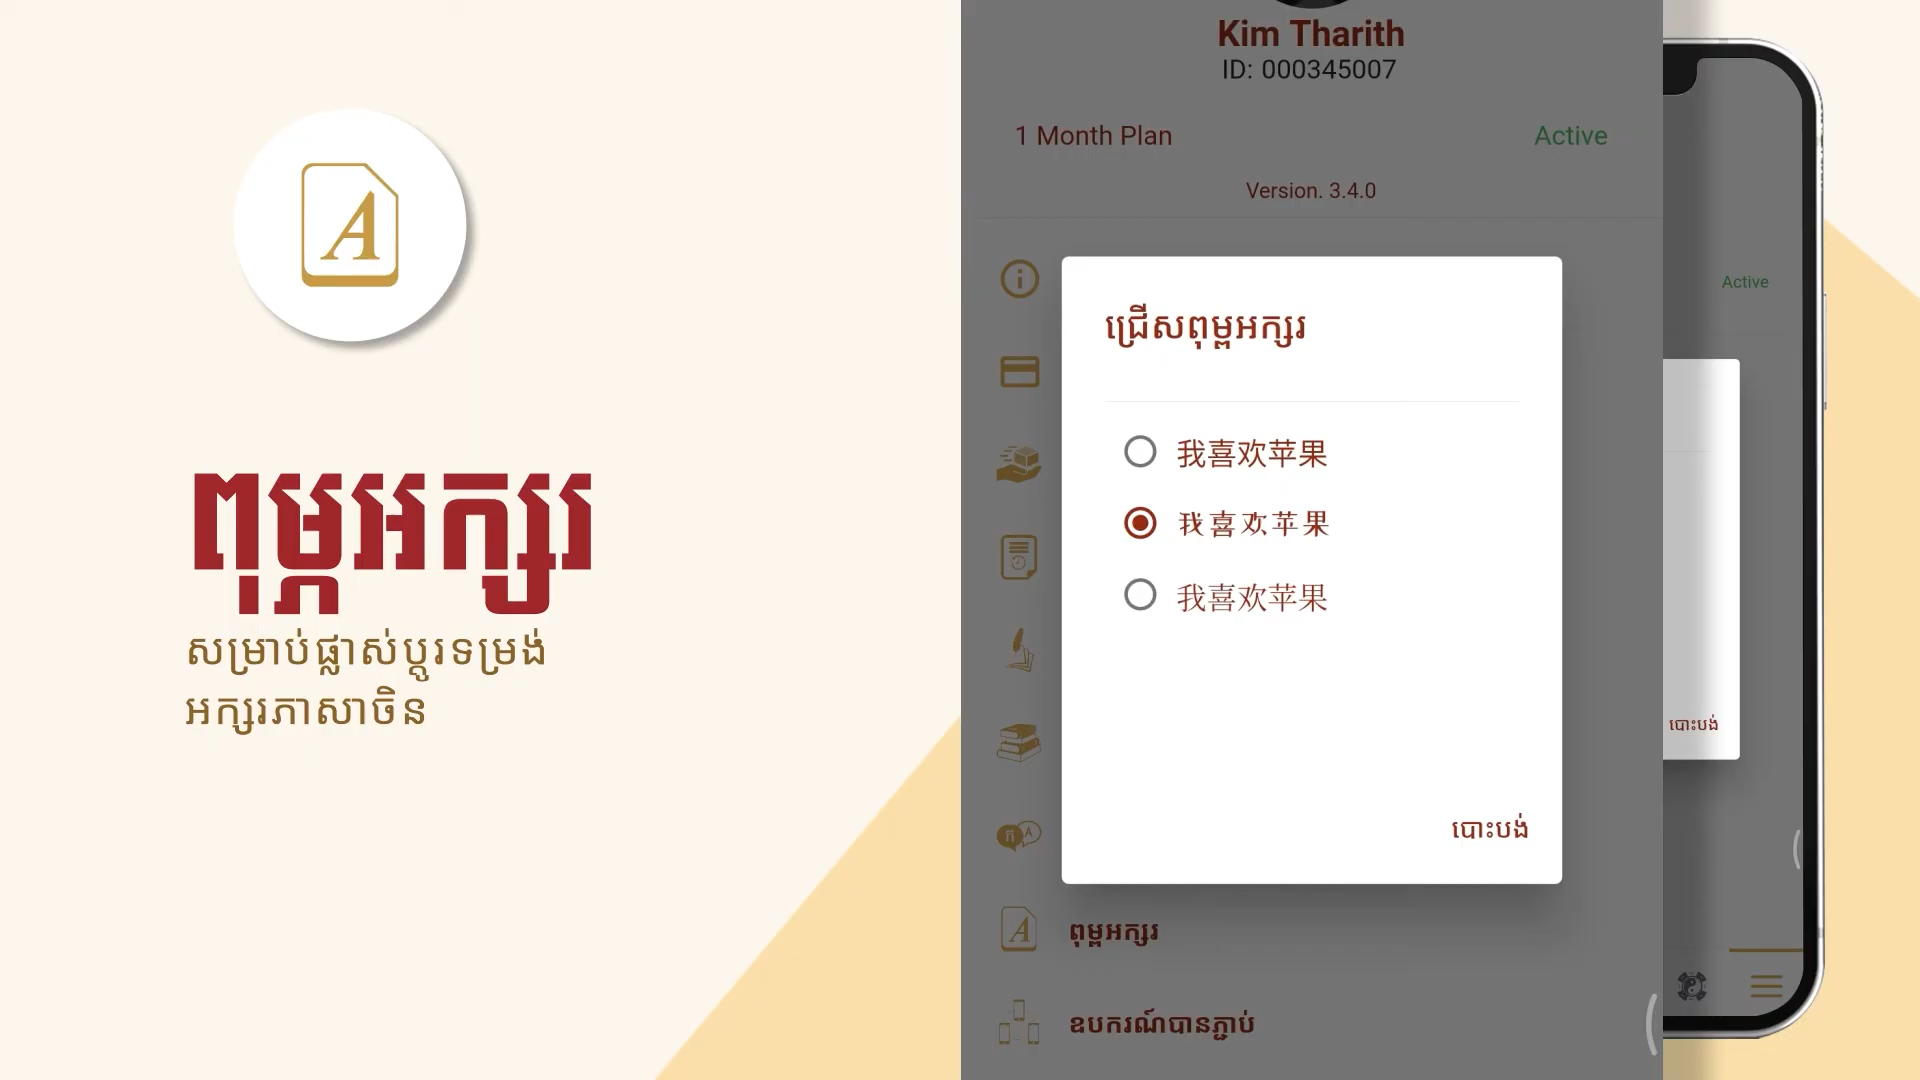 A
ពុម្ពអក្សរ
សម្រាប់ផ្លាស់ប្តូរទម្រង់
អក្សរភាសាចិន
Kim Tharith
ID: 000345007
1 Month Plan
Active
Version. 3.4.0
ជ្រើសពុម្ពអក្សរ
我喜欢苹果
我喜欢苹果
我喜欢苹果
បោះបង់
ពុម្ពអក្សរ
ឧបករណ៍បានភ្ជាប់
Active
បោះបង់